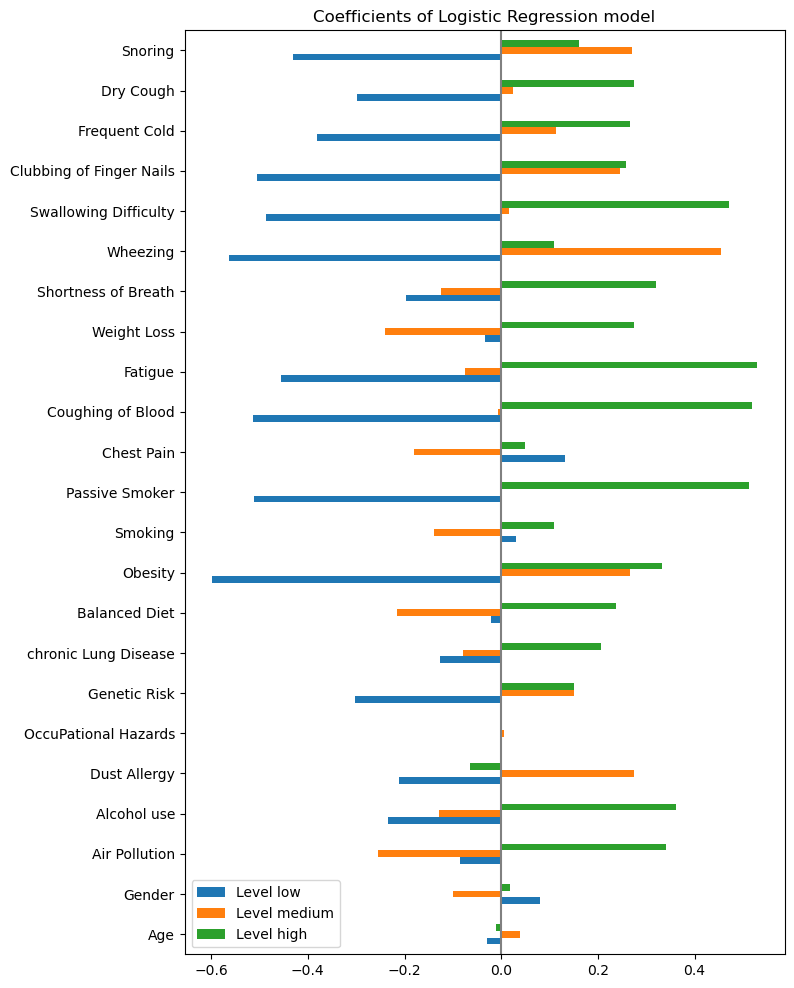 Coefficients of Logistic Regression model
Snoring
Dry Cough
Frequent Cold
Clubbing of Finger Nails
Swallowing Difficulty
Wheezing
Shortness of Breath
Weight Loss
Fatigue
Coughing of Blood
Chest Pain
Passive Smoker
Smoking
Obesity
Balanced Diet
chronic Lung Disease
Genetic Risk
OccuPational Hazards
Dust Allergy
Alcohol use
Air Pollution
Gender
Age
Level low
Level medium
Level high
−0.6 −0.4 −0.2 0.0 0.2 0.4